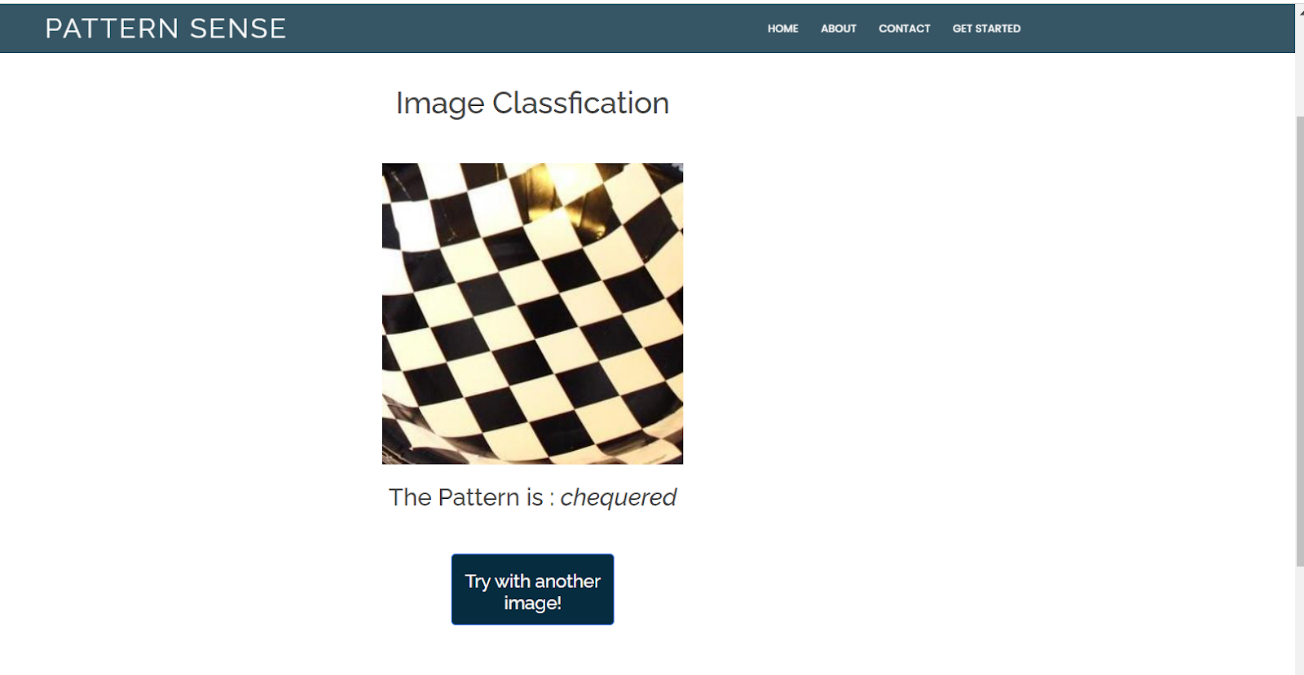 PATTERN SENSE
HOME ABOUT CONTACT GET STARTED
Image Classfication
The Pattern is : chequered
Try with another
image!